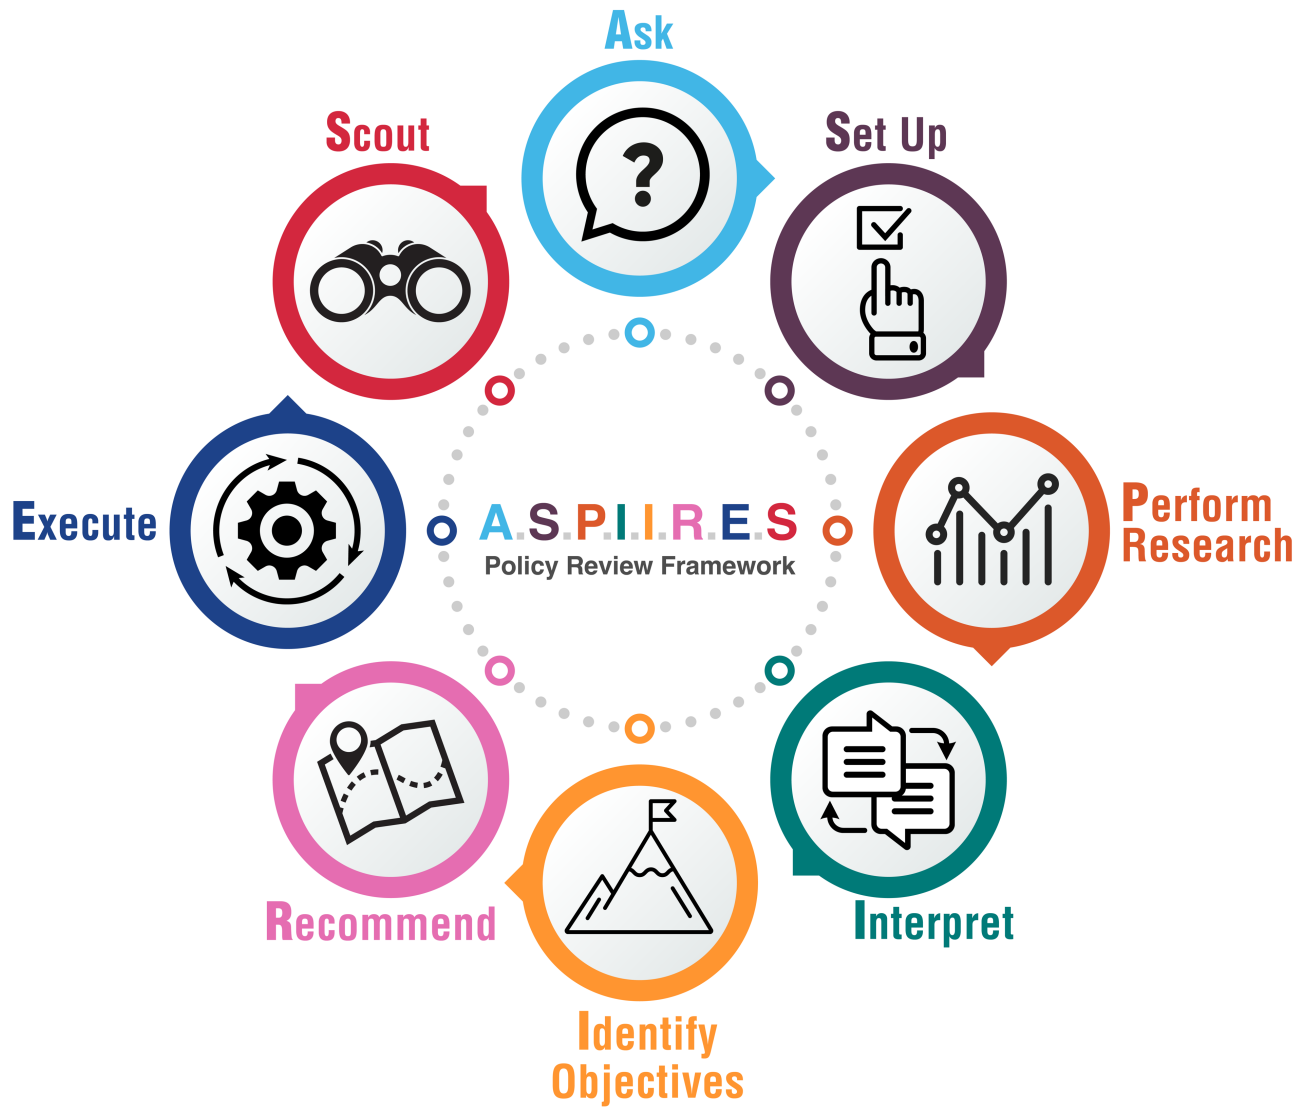 Ask
Set Up
Perform
Research
Interpret
Identify
Objectives
Recommend
Execute
Scout
A.S.P.I.I.R.E.S
Policy Review Framework
?